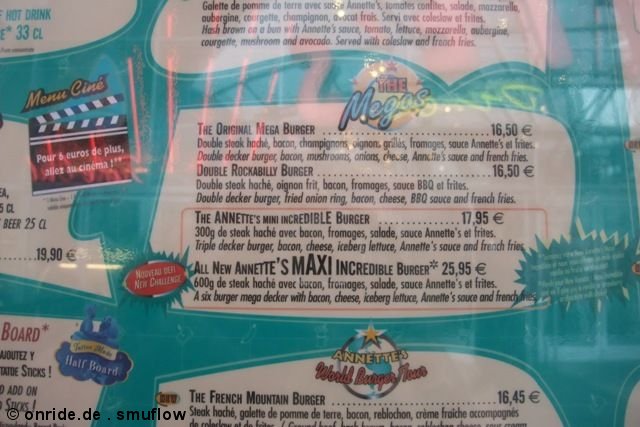 Galette de pomme de terre avec sauce Annette's, tomates confites, salade, mozzarella,
aubergine, courgette, champignon, avocat frais. Servi avec coleslaw et frites.
Hash brown on a bun with Annette's sauce, tomato, lettuce, mozzarella, aubergine,
courgette, mushroom and avocado. Served with coleslaw and french fries.
HOT DRINK
33 CL
Menu Ciné
Pour 6 euros de plus,
allez au cinéma !
THE
Megas
THE ORIGINAL MEGA BURGER 16,50 €
Double steak haché, bacon, champignons, oignons grillés, fromages, sauce Annette's et frites.
Double decker burger, bacon, mushrooms, onions, cheese, Annette's sauce and french fries.
DOUBLE ROCKABILLY BURGER 16,50 €
Double steak haché, oignon frit, bacon, fromages, sauce BBQ et frites.
Double decker burger, fried onion ring, bacon, cheese, BBQ sauce and french fries.
THE ANNETTE'S MINI INCREDIBLE BURGER 17,95 €
300g de steak haché avec bacon, fromages, salade, sauce Annette's et frites.
Triple decker burger, bacon, cheese, iceberg lettuce, Annette's sauce and french fries
BEER 25 CL
19,90 €
NOUVEAU DÉFI
NEW CHALLENGE
ALL NEW ANNETTE'S MAXI INCREDIBLE BURGER* 25,95 €
600g de steak haché avec bacon, fromages, salade, sauce Annette's et frites.
A six burger mega decker with bacon, cheese, iceberg lettuce, Annette's sauce and french fries
BOARD*
AJOUTEZ Y
STICKS !
ADD ON
STICKS !
Half Board
ANNETTE'S
World Burger Tour
THE FRENCH MOUNTAIN BURGER 16,45 €
Steak haché, galette de pomme de terre, bacon, reblochon, crème fraîche accompagnés
© onride.de . smuflow